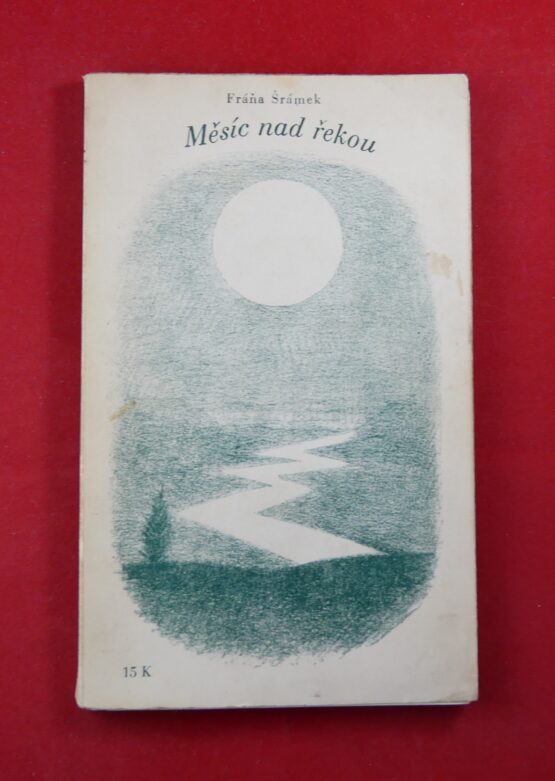 Fráňa Šrámek
Měsíc nad řekou
15 K